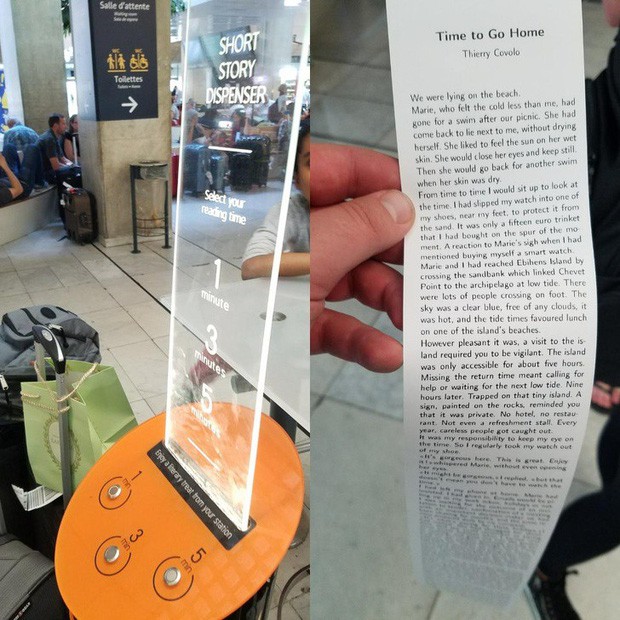 Salle d'attente
Waiting room
WC
WC
Toilettes
SHORT
STORY
DISPENSER
Select your
reading time
1
minute
3
minutes
5
minutes
Enjoy a literary treat from your station
1
min
3
min
5
min
Time to Go Home
Thierry Covolo
We were lying on the beach.
Marie, who felt the cold less than me, had
gone for a swim after our picnic. She had
come back to lie next to me, without drying
herself. She liked to feel the sun on her wet
skin. She would close her eyes and keep still.
Then she would go back for another swim
when her skin was dry.
From time to time I would sit up to look at
the time. I had slipped my watch into one of
my shoes, near my feet, to protect it from
the sand. It was only a fifteen euro trinket
that I had bought on the spur of the mo-
ment. A reaction to Marie's sigh when I had
mentioned buying myself a smart watch.
Marie and I had reached Ebihens Island by
crossing the sandbank which linked Chevet
Point to the archipelago at low tide. There
were lots of people crossing on foot. The
sky was a clear blue, free of any clouds, it
was hot, and the tide times favoured lunch
on one of the island's beaches.
However pleasant it was, a visit to the is-
land required you to be vigilant. The island
was only accessible for about five hours.
Missing the return time meant calling for
help or waiting for the next low tide. Nine
hours later. Trapped on that tiny island. A
sign, painted on the rocks, reminded you
that it was private. No hotel, no restau-
rant. Not even a refreshment stall. Every
year, careless people got caught out.
It was my responsibility to keep my eye on
the time. So I regularly took my watch out
of my shoe.
«It's gorgeous here. This is great. Enjoy
it!» whispered Marie, without even opening
her eyes.
«It might be gorgeous,» I replied, «but that
doesn't mean you don't have to watch the
time.»